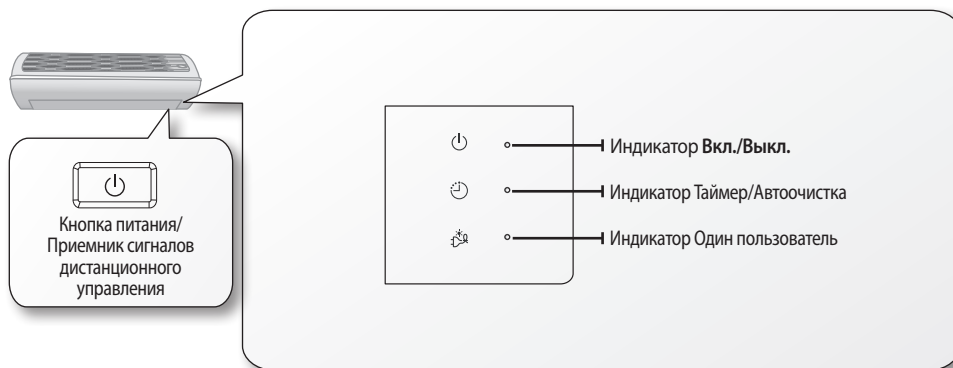 Кнопка питания/
Приемник сигналов
дистанционного
управления
Индикатор Вкл./Выкл.
Индикатор Таймер/Автоочистка
Индикатор Один пользователь